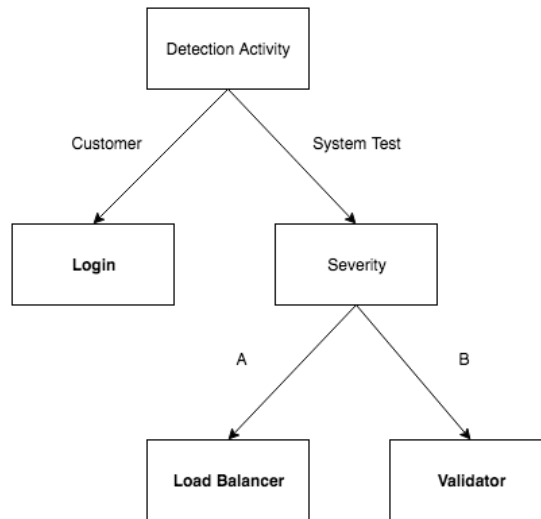 Detection Activity
Customer
System Test
Login
Severity
A
B
Load Balancer
Validator